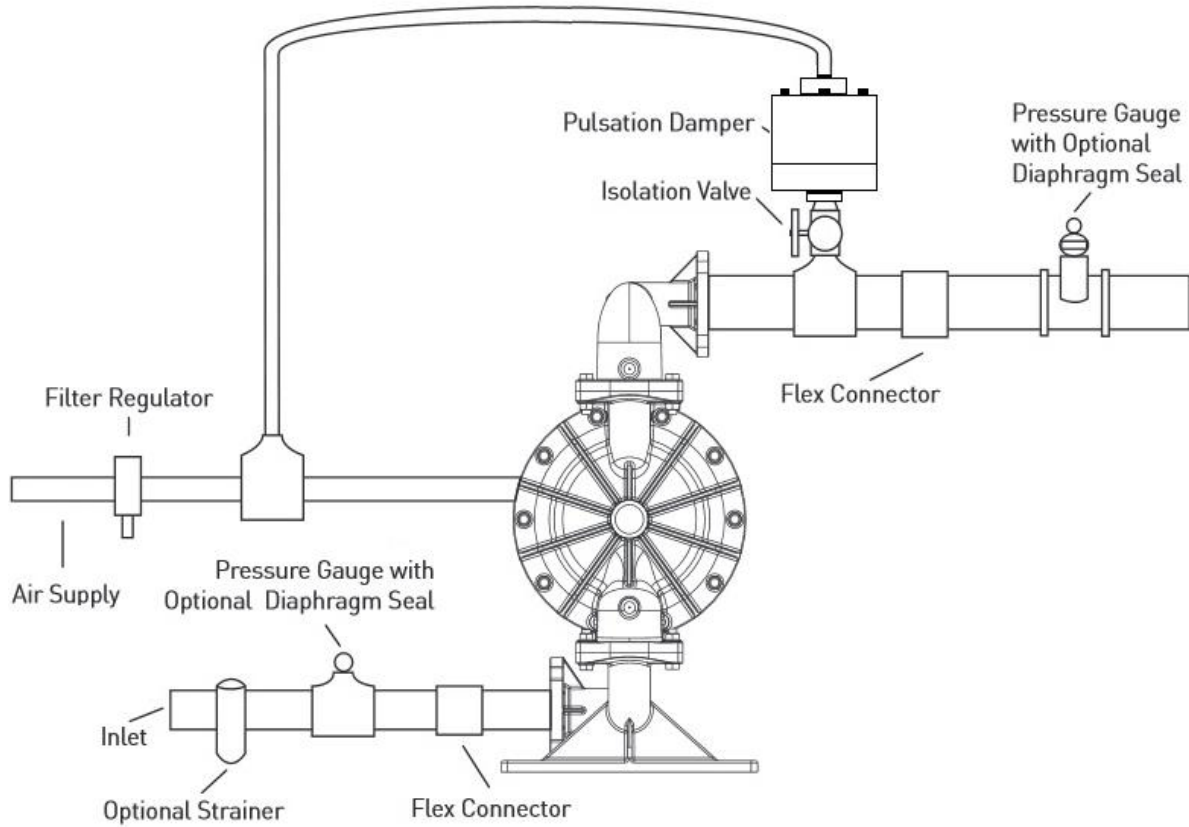 Pulsation Damper
Pressure Gauge
with Optional
Diaphragm Seal
Isolation Valve
Filter Regulator
Flex Connector
Air Supply
Pressure Gauge with
Optional Diaphragm Seal
Inlet
Optional Strainer
Flex Connector